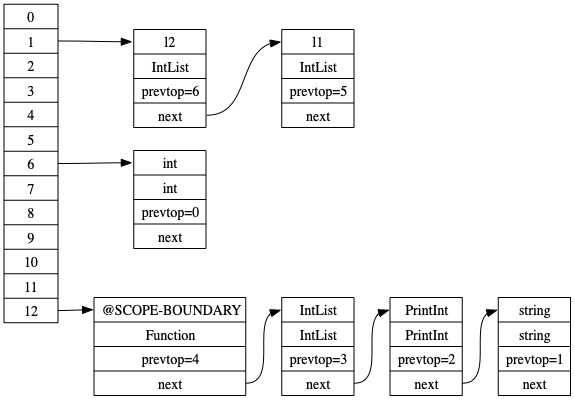 0
1
2
3
4
5
6
7
8
9
10
11
12
l2
IntList
prevtop=6
next
l1
IntList
prevtop=5
next
int
int
prevtop=0
next
@SCOPE-BOUNDARY
Function
prevtop=4
next
IntList
IntList
prevtop=3
next
PrintInt
PrintInt
prevtop=2
next
string
string
prevtop=1
next